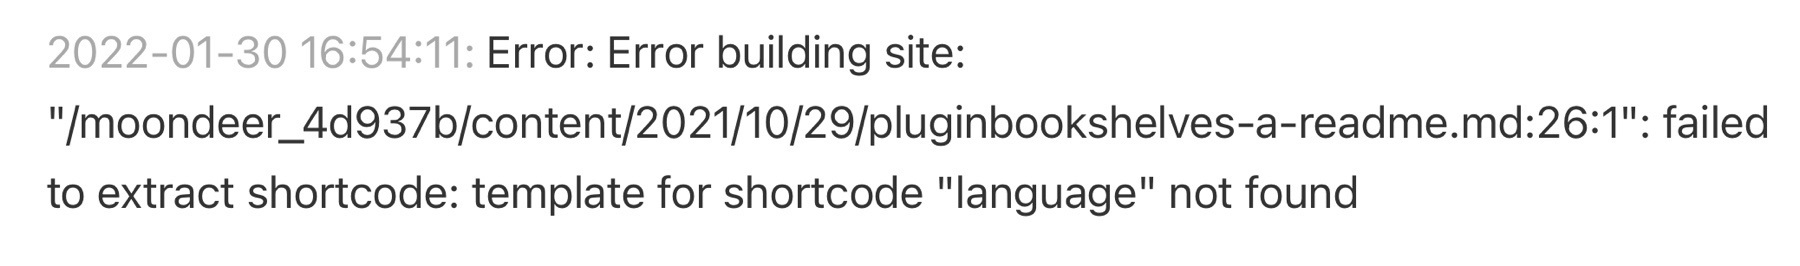 2022-01-30 16:54:11: Error: Error building site:
"/moondeer_4d937b/content/2021/10/29/pluginbookshelves-a-readme.md:26:1": failed
to extract shortcode: template for shortcode "language" not found